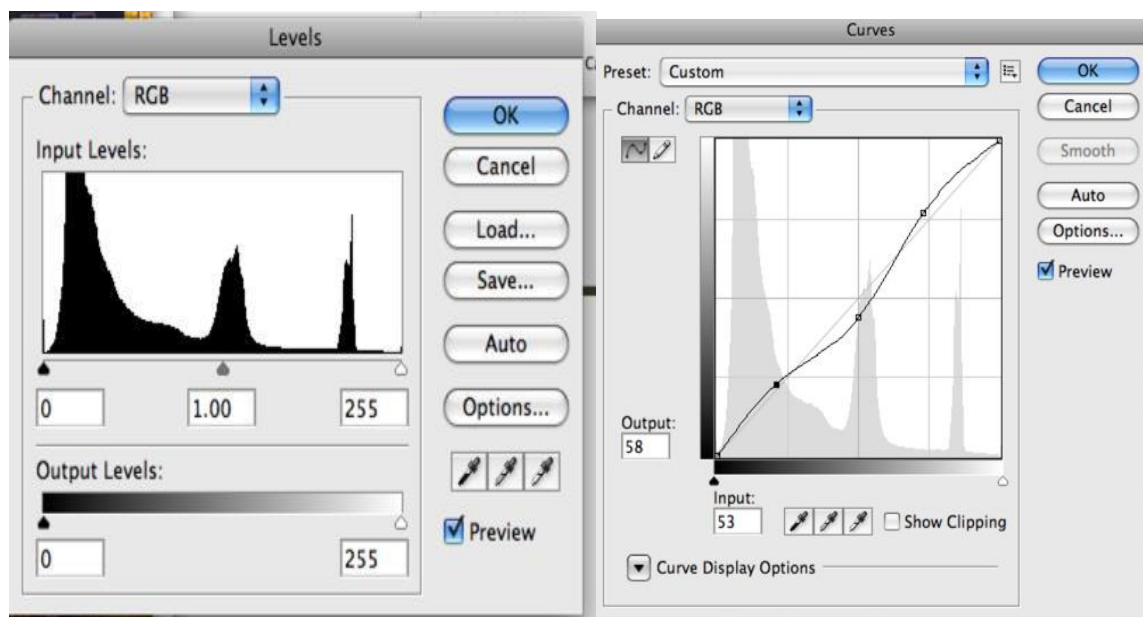 Levels
Channel: RGB
Input Levels:
0 1.00 255
Output Levels:
0 255
OK
Cancel
Load...
Save...
Auto
Options...
Preview
Curves
Preset: Custom
Channel: RGB
Output:
58
Input:
53
Show Clipping
Curve Display Options
OK
Cancel
Smooth
Auto
Options...
Preview